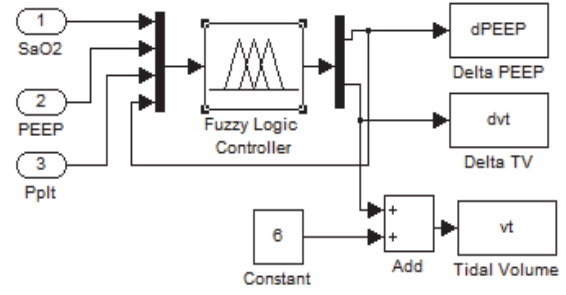 1
SaO2
2
PEEP
3
Pplt
Fuzzy Logic
Controller
dPEEP
Delta PEEP
dvt
Delta TV
6
Constant
+
+
Add
vt
Tidal Volume